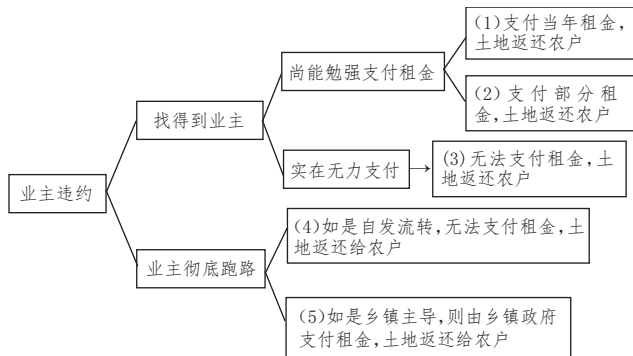 (1)支付当年租金,
土地返还农户
尚能勉强支付租金
(2)支付部分租
金,土地返还农户
找得到业主
实在无力支付
(3)无法支付租金,土
地返还农户
业主违约
(4)如是自发流转,无法支付租金,土
地返还给农户
业主彻底跑路
(5)如是乡镇主导,则由乡镇政府
支付租金,土地返还给农户